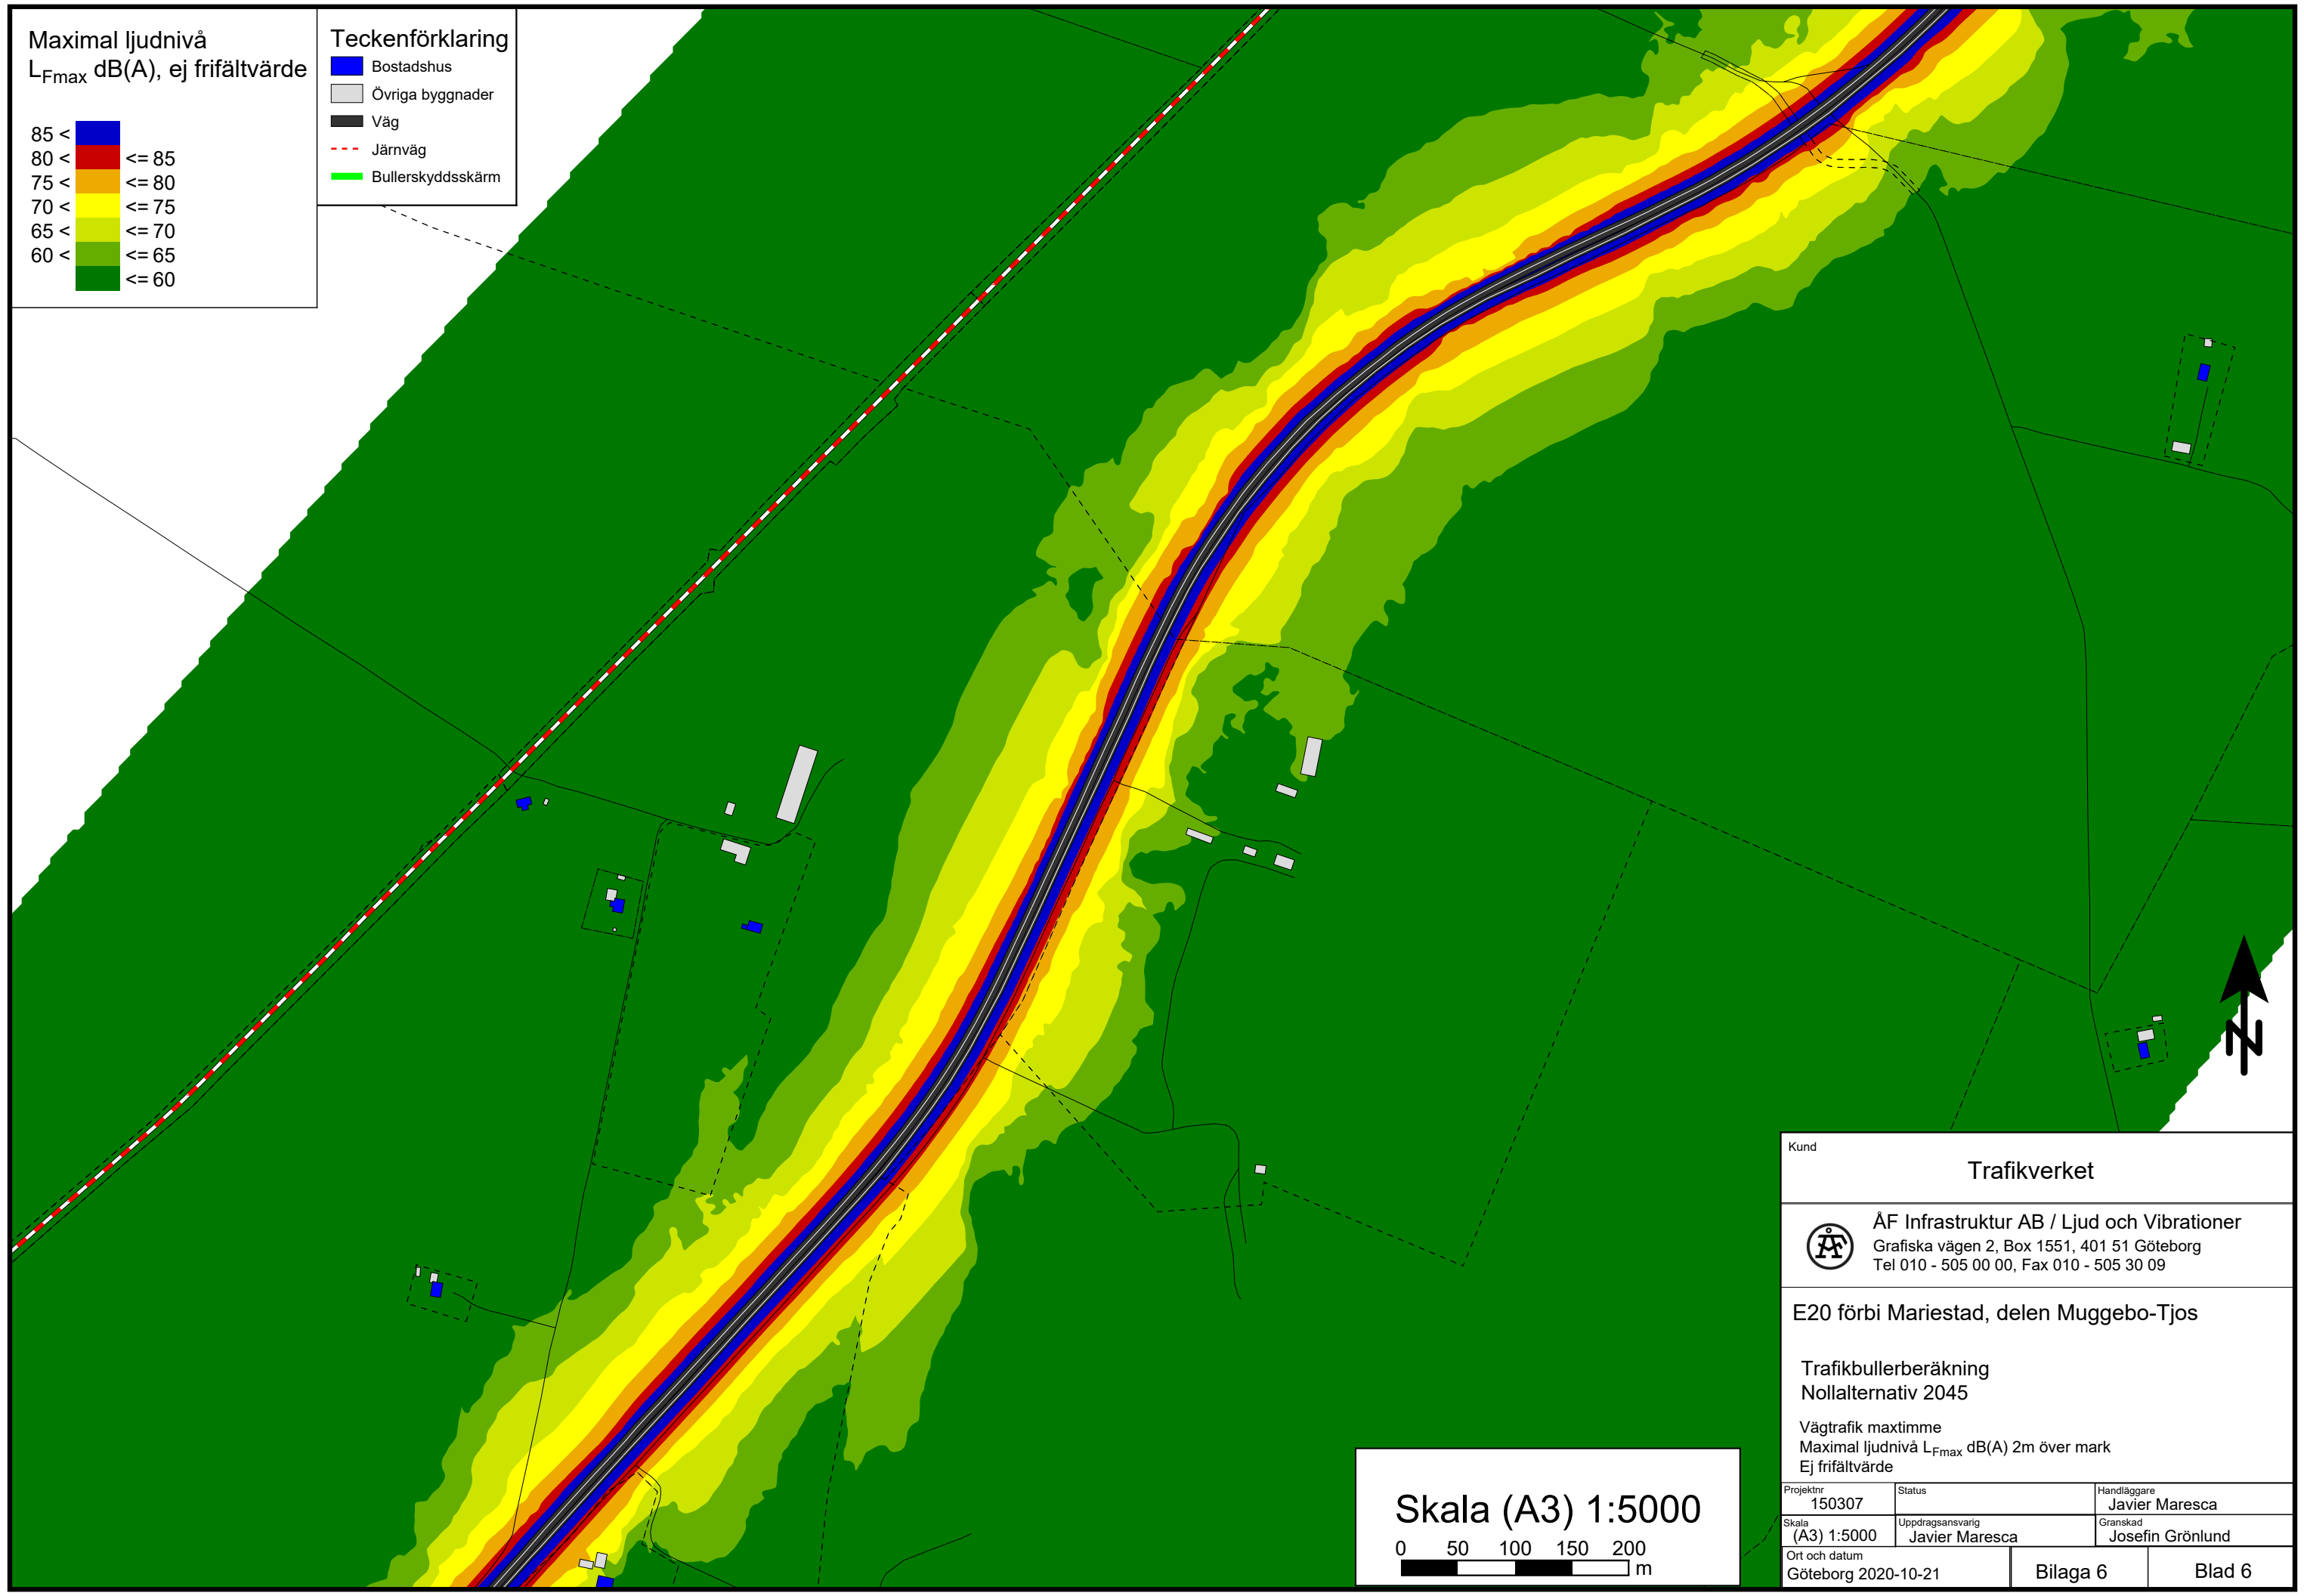 Maximal ljudnivå
LFmax dB(A), ej frifältvärde
85 <
80 < <= 85
75 < <= 80
70 < <= 75
65 < <= 70
60 < <= 65
<= 60
Teckenförklaring
Bostadshus
Övriga byggnader
Väg
Järnväg
Bullerskyddsskärm
N
Skala (A3) 1:5000
0 50 100 150 200
m
Kund
Trafikverket
ÅF
ÅF Infrastruktur AB / Ljud och Vibrationer
Grafiska vägen 2, Box 1551, 401 51 Göteborg
Tel 010 - 505 00 00, Fax 010 - 505 30 09
E20 förbi Mariestad, delen Muggebo-Tjos
Trafikbullerberäkning
Nollalternativ 2045
Vägtrafik maxtimme
Maximal ljudnivå LFmax dB(A) 2m över mark
Ej frifältvärde
Projektnr
150307
Status
Handläggare
Javier Maresca
Skala
(A3) 1:5000
Uppdragsansvarig
Javier Maresca
Granskad
Josefin Grönlund
Ort och datum
Göteborg 2020-10-21
Bilaga 6
Blad 6